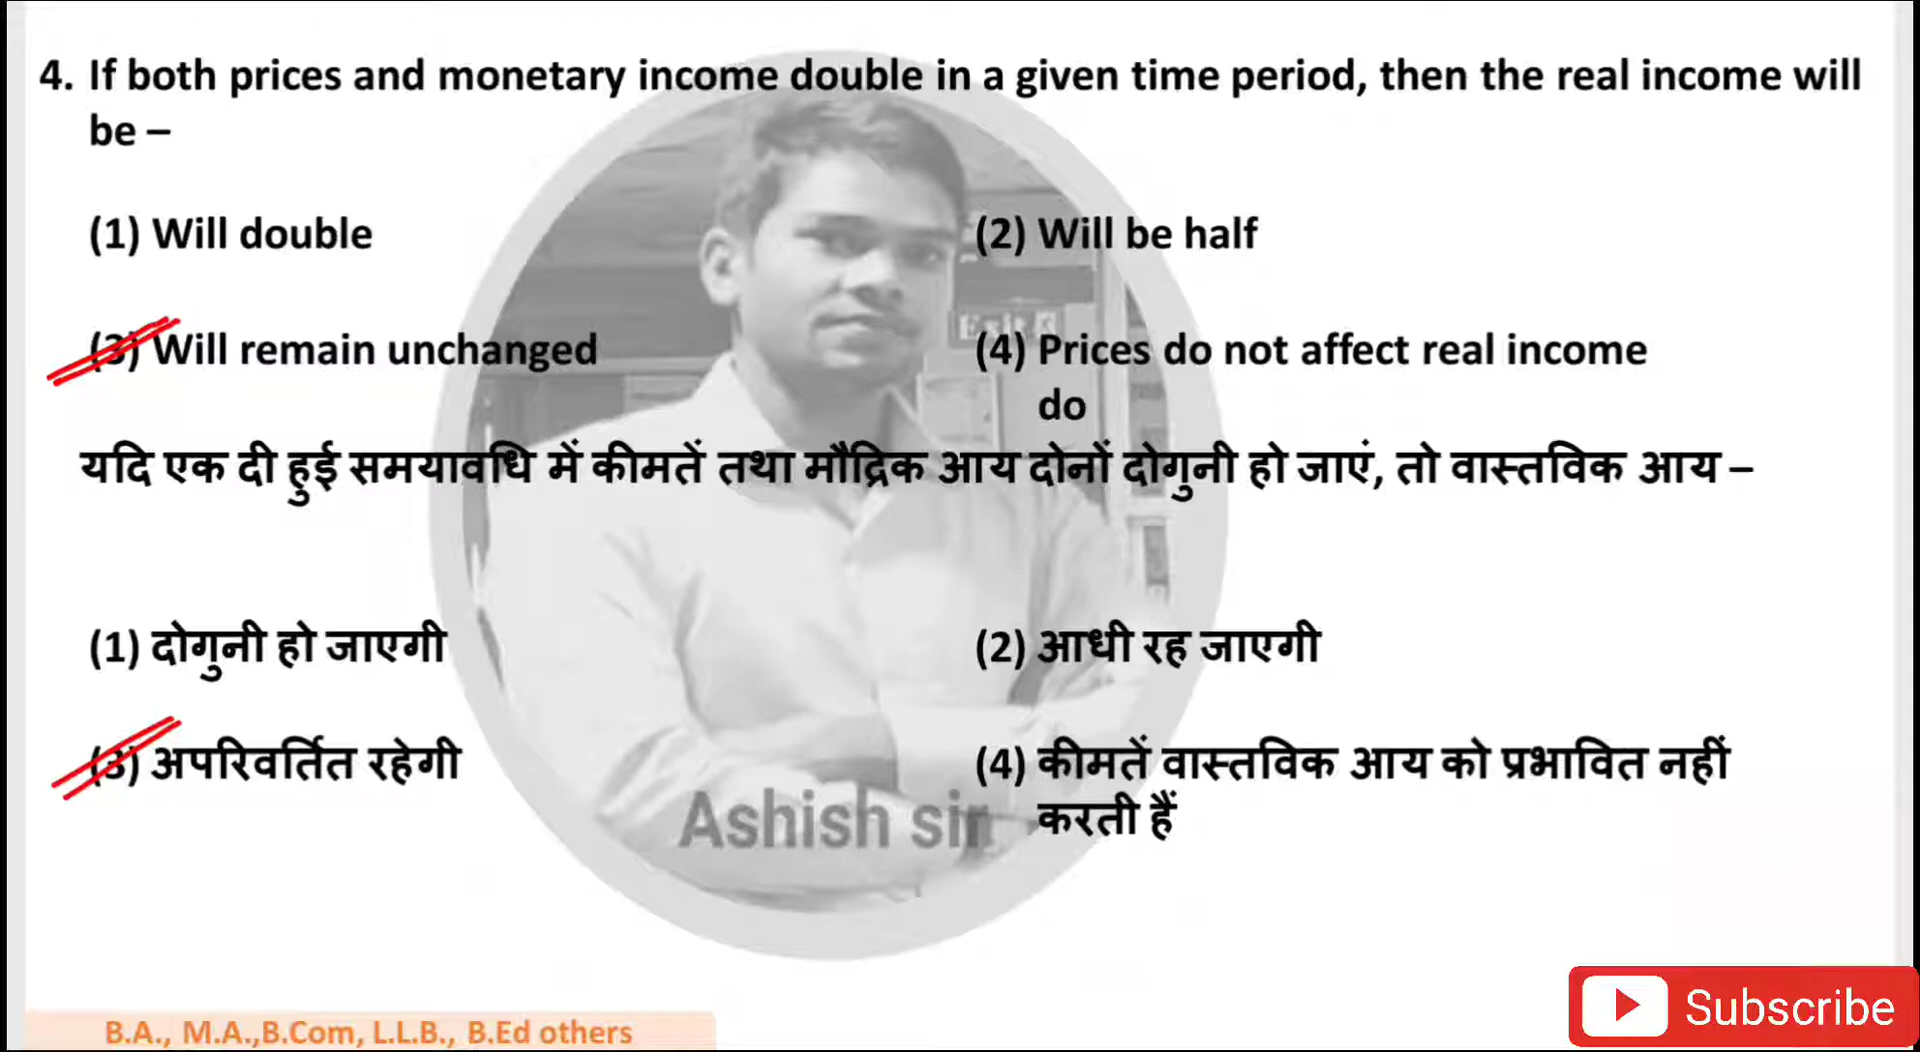 4. If both prices and monetary income double in a given time period, then the real income will
be –
(1) Will double
(2) Will be half
(3) Will remain unchanged
(4) Prices do not affect real income
do
यदि एक दी हुई समयावधि में कीमतें तथा मौद्रिक आय दोनों दोगुनी हो जाएं, तो वास्तविक आय –
(1) दोगुनी हो जाएगी
(2) आधी रह जाएगी
(3) अपरिवर्तित रहेगी
(4) कीमतें वास्तविक आय को प्रभावित नहीं
करती हैं
Ashish sir
B.A., M.A.,B.Com, L.L.B., B.Ed others
Subscribe